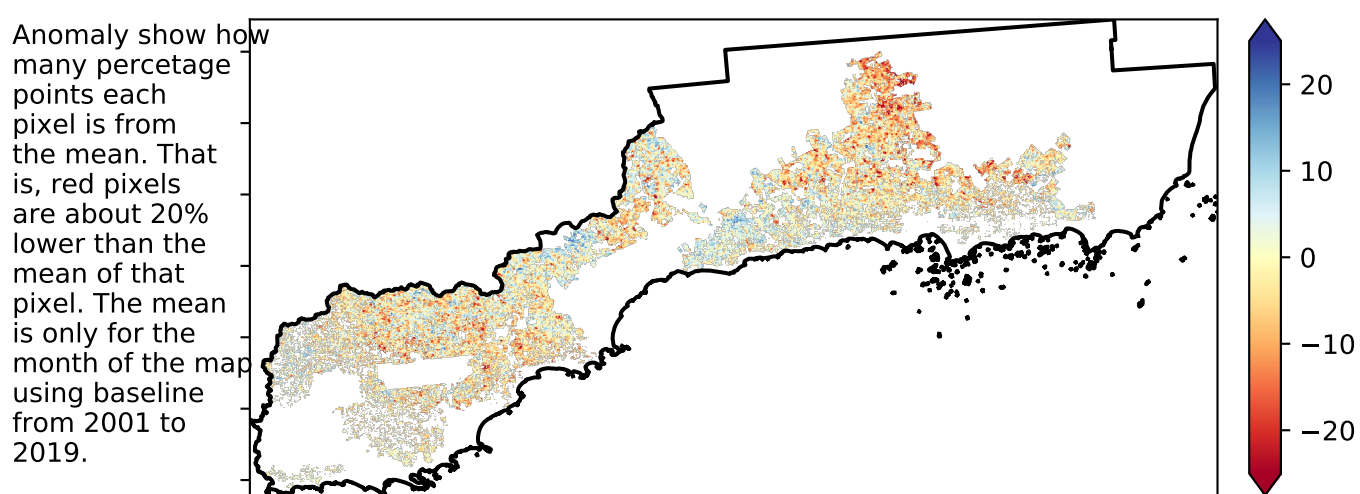 Anomaly show how
many percetage
points each
pixel is from
the mean. That
is, red pixels
are about 20%
lower than the
mean of that
pixel. The mean
is only for the
month of the map
using baseline
from 2001 to
2019.
20
10
0
−10
−20